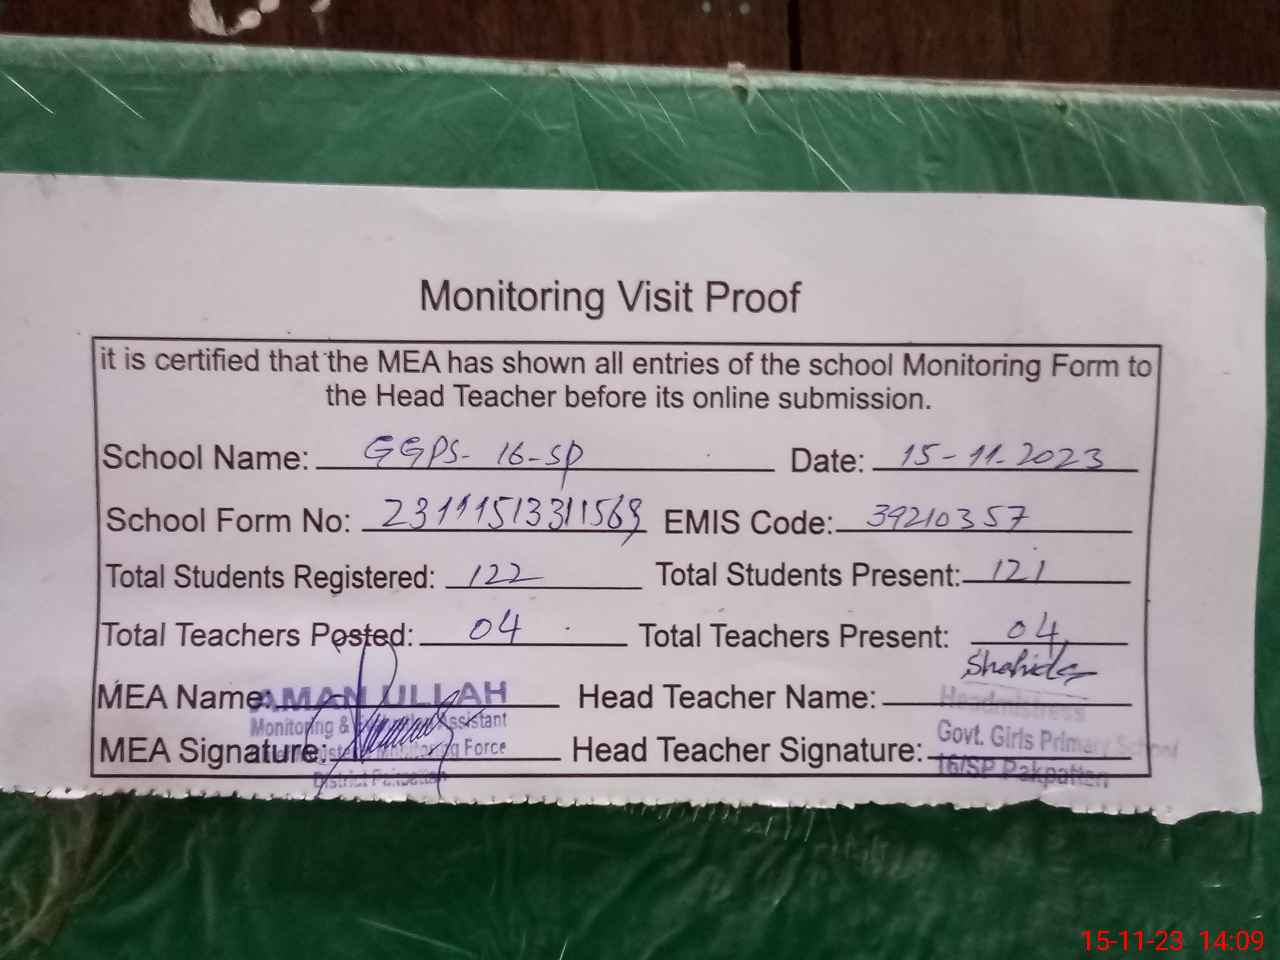 Monitoring Visit Proof
it is certified that the MEA has shown all entries of the school Monitoring Form to
the Head Teacher before its online submission.
School Name: GGPS- 16-SP Date: 15-11-2023
School Form No: 23111513311569 EMIS Code: 39210357
Total Students Registered: 122 Total Students Present: 121
Total Teachers Posted: 04 Total Teachers Present: 04
Shahida
MEA Name: AMAN ULLAH Head Teacher Name: Headmistress
Monitoring & Assistant Govt. Girls Primary School
MEA Signature: Monitoring Force Head Teacher Signature:
District Pakpattan 16/SP Pakpattan
15-11-23 14:09